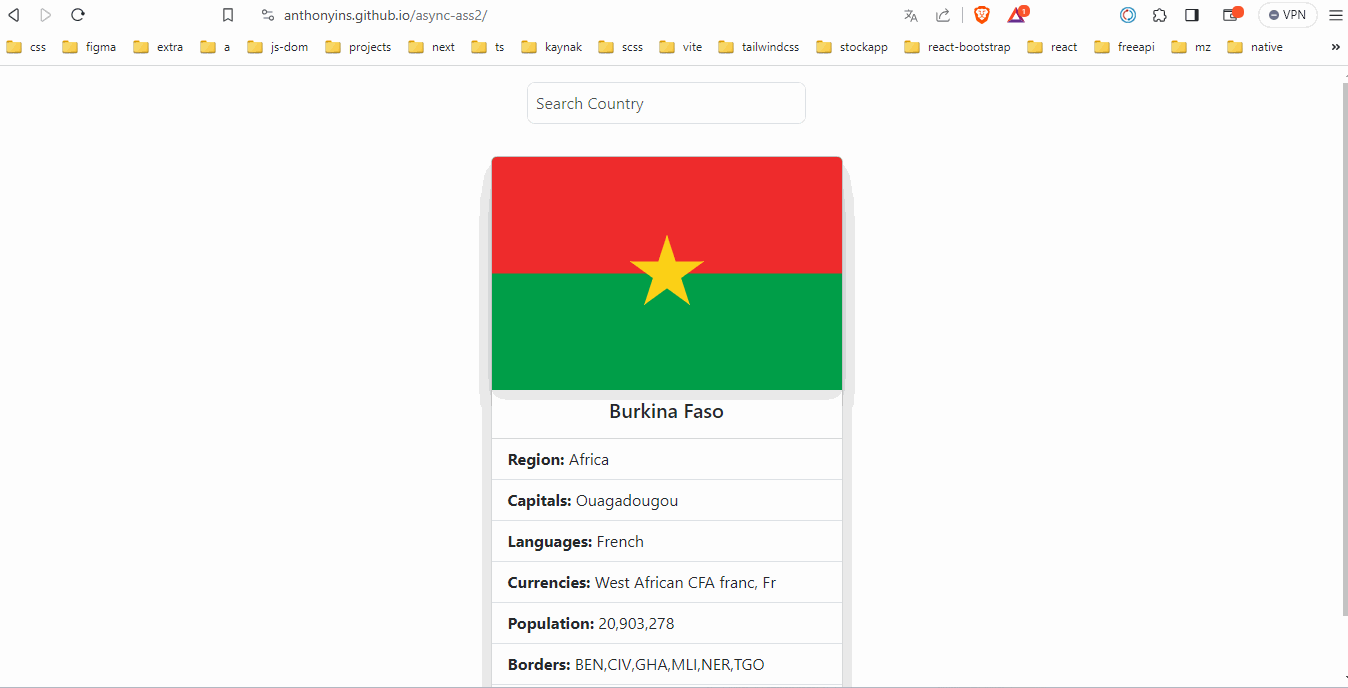 anthonyins.github.io/async-ass2/ 1 VPN
css figma extra a js-dom projects next ts kaynak scss vite tailwindcss stockapp react-bootstrap react freeapi mz native »
Search Country
Burkina Faso
Region: Africa
Capitals: Ouagadougou
Languages: French
Currencies: West African CFA franc, Fr
Population: 20,903,278
Borders: BEN,CIV,GHA,MLI,NER,TGO